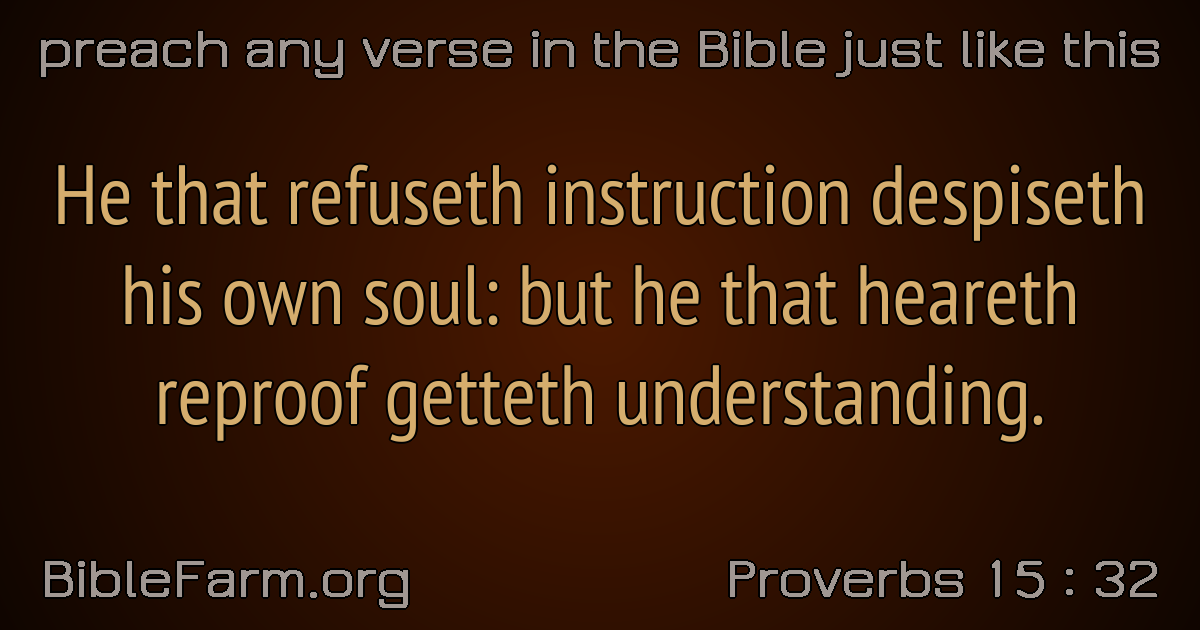 preach any verse in the Bible just like this
He that refuseth instruction despiseth
his own soul: but he that heareth
reproof getteth understanding.
BibleFarm.org
Proverbs 15 : 32